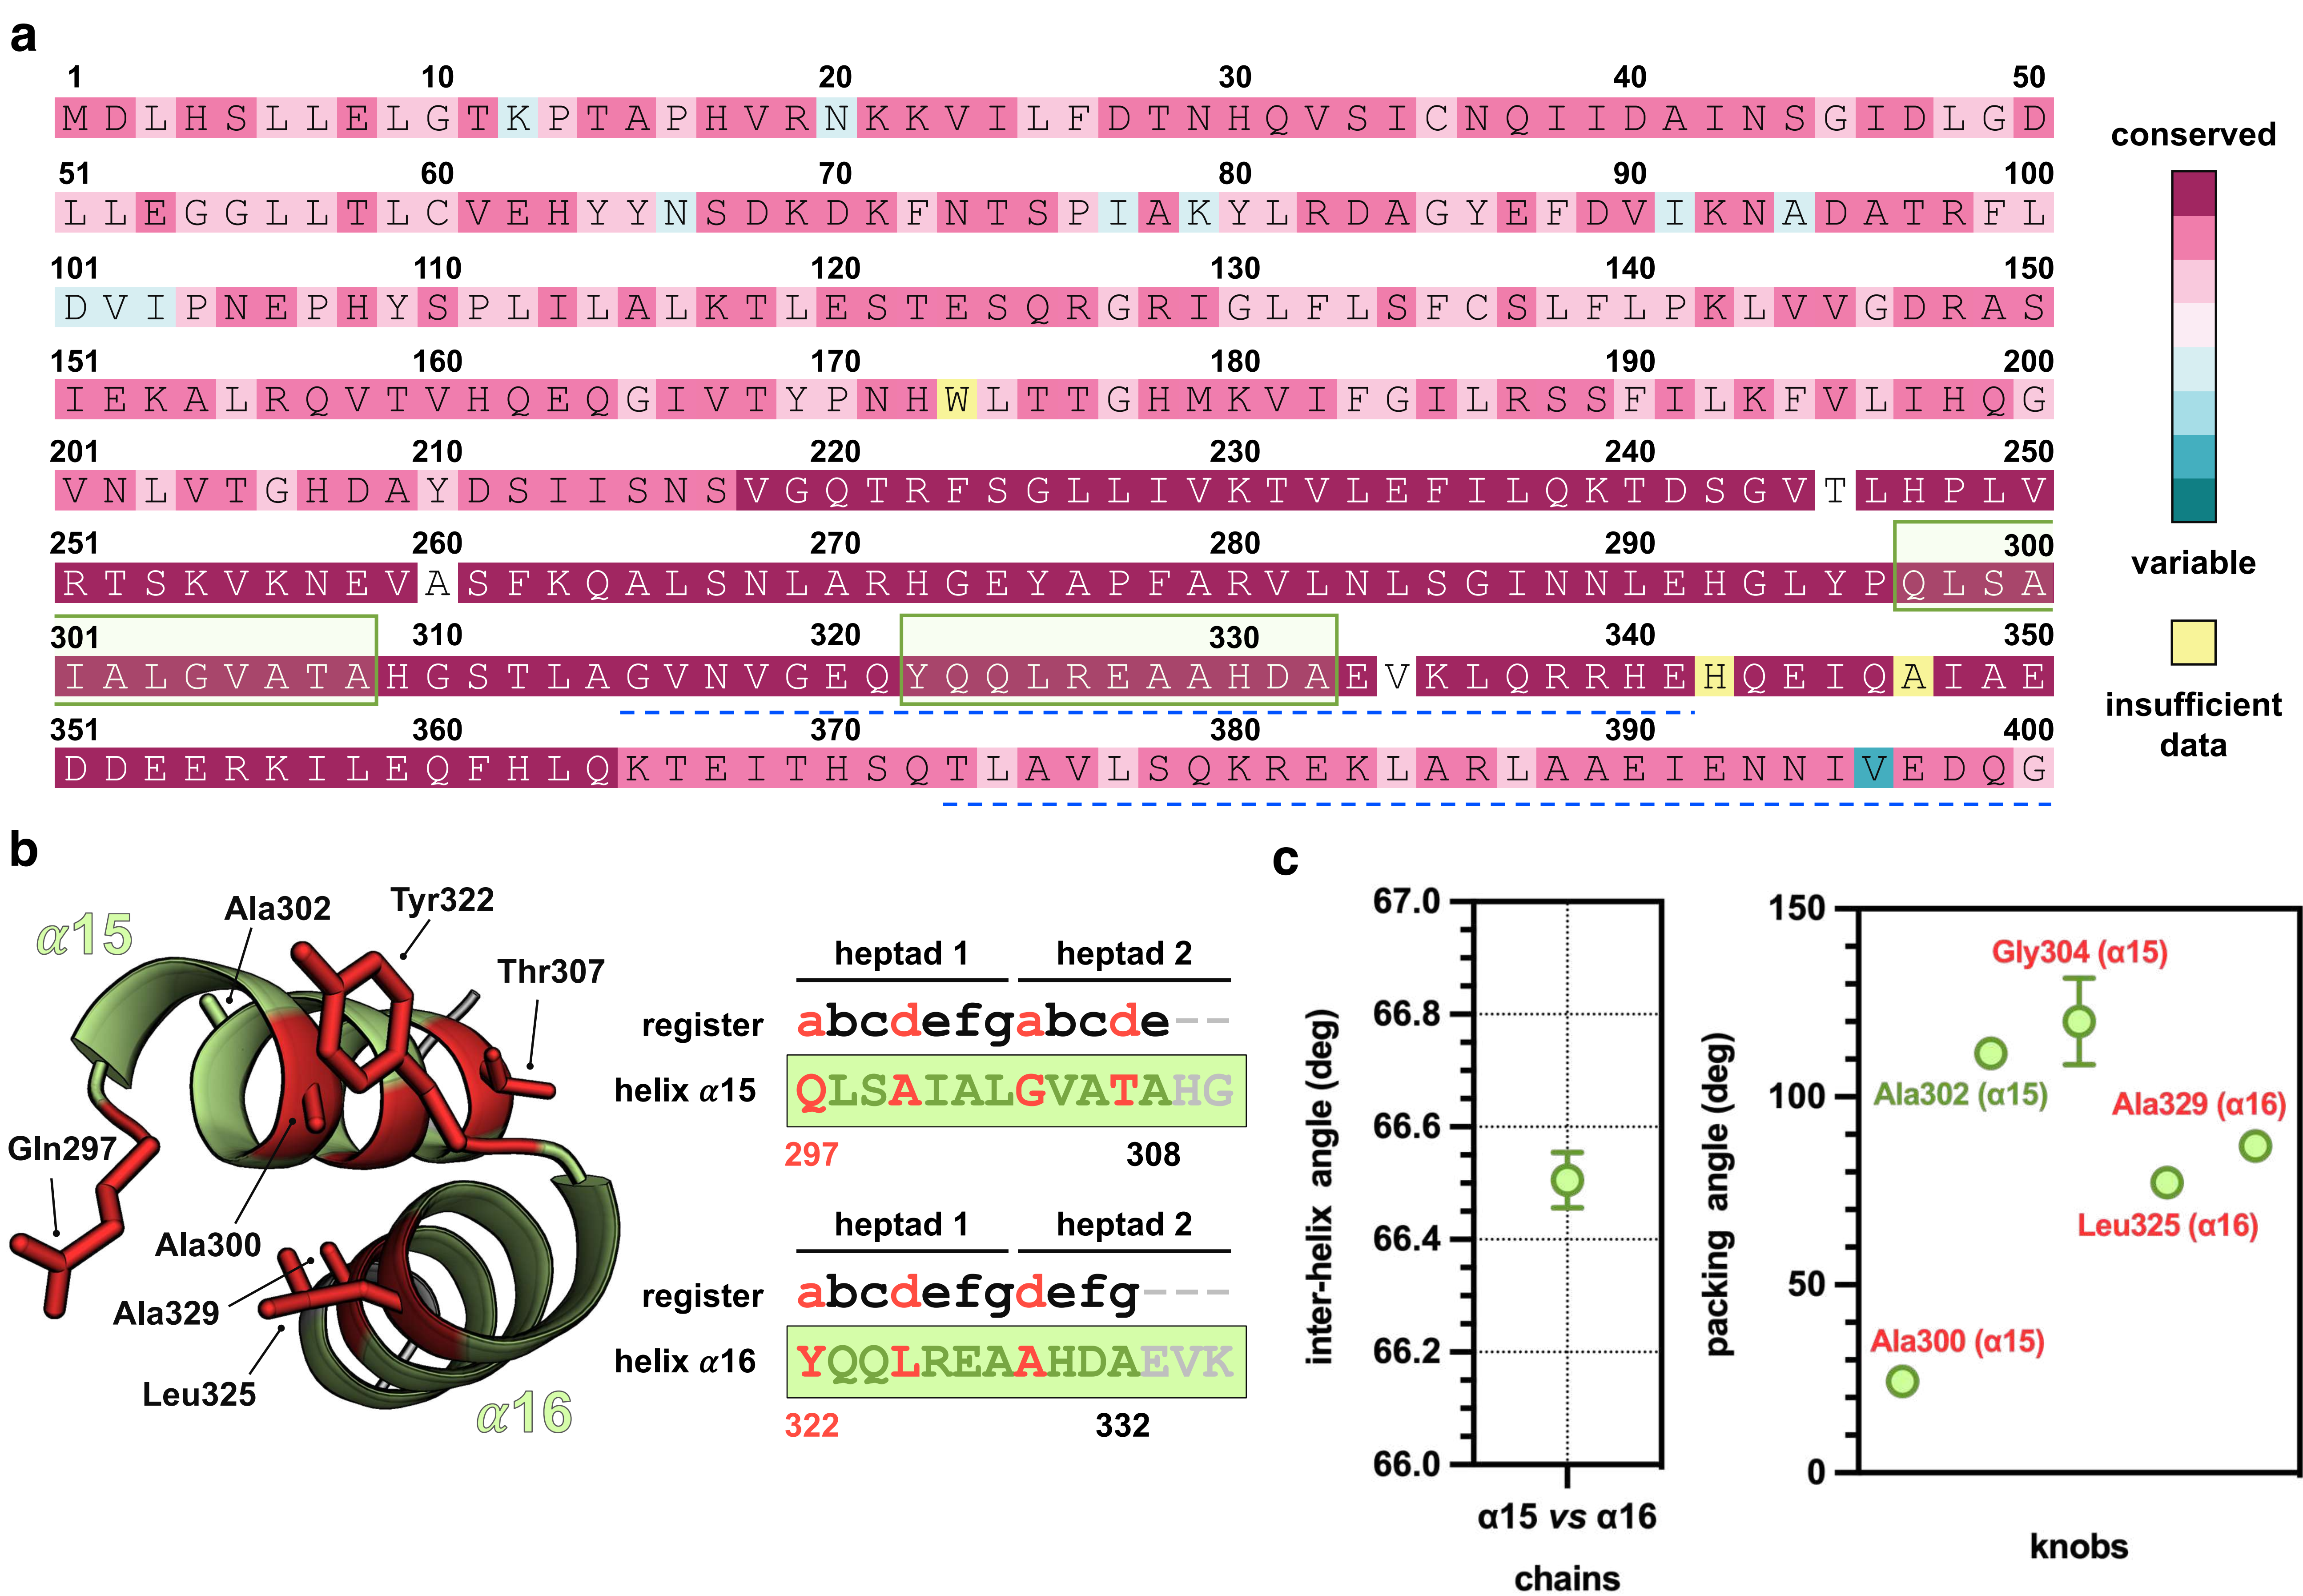 a
1 10 20 30 40 50
M D L H S L L E L G T K P T A P H V R N K K V I L F D T N H Q V S I C N Q I I D A I N S G I D L G D
51 60 70 80 90 100
L L E G G L L T L C V E H Y Y N S D K D K F N T S P I A K Y L R D A G Y E F D V I K N A D A T R F L
101 110 120 130 140 150
D V I P N E P H Y S P L I L A L K T L E S T E S Q R G R I G L F L S F C S L F L P K L V V G D R A S
151 160 170 180 190 200
I E K A L R Q V T V H Q E Q G I V T Y P N H W L T T G H M K V I F G I L R S S F I L K F V L I H Q G
201 210 220 230 240 250
V N L V T G H D A Y D S I I S N S V G Q T R F S G L L I V K T V L E F I L Q K T D S G V T L H P L V
251 260 270 280 290 300
R T S K V K N E V A S F K Q A L S N L A R H G E Y A P F A R V L N L S G I N N L E H G L Y P Q L S A
301 310 320 330 340 350
I A L G V A T A H G S T L A G V N V G E Q Y Q Q L R E A A H D A E V K L Q R R H E H Q E I Q A I A E
351 360 370 380 390 400
D D E E R K I L E Q F H L Q K T E I T H S Q T L A V L S Q K R E K L A R L A A E I E N N I V E D Q G
conserved
variable
insufficient
data
b
α15
Ala302
Tyr322
Thr307
Gln297
Ala300
Ala329
Leu325
α16
heptad 1 heptad 2
register abcdefgabcde--
helix α15 QLSAIALGVATAHG
297 308
heptad 1 heptad 2
register abcdefgdefg---
helix α16 YQQLREAAHDAEVK
322 332
c
inter-helix angle (deg)
67.0
66.8
66.6
66.4
66.2
66.0
α15 vs α16
chains
packing angle (deg)
150
100
50
0
Gly304 (α15)
Ala302 (α15)
Ala329 (α16)
Leu325 (α16)
Ala300 (α15)
knobs